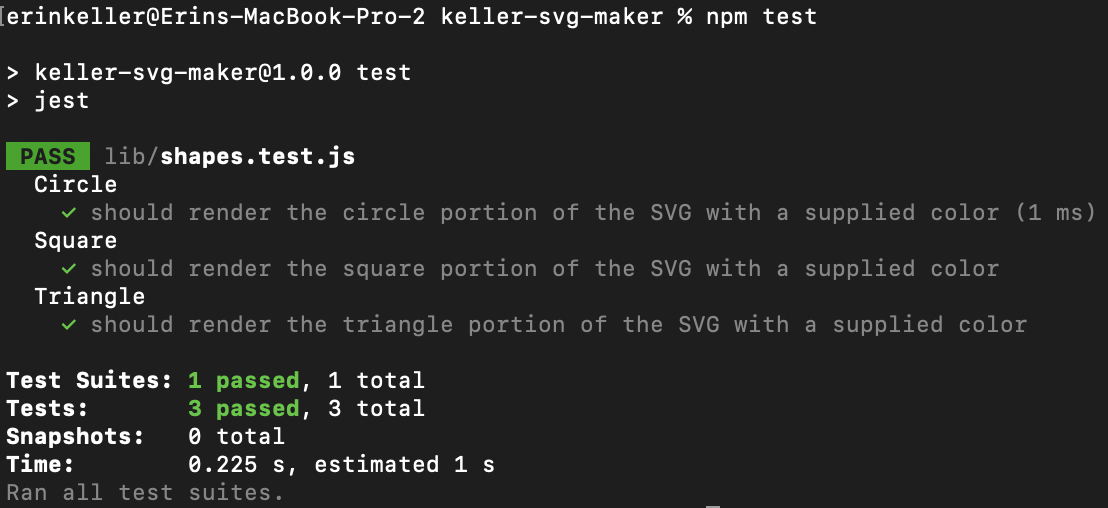 erinkeller@Erins-MacBook-Pro-2 keller-svg-maker % npm test
> keller-svg-maker@1.0.0 test
> jest
PASS lib/shapes.test.js
Circle
✓ should render the circle portion of the SVG with a supplied color (1 ms)
Square
✓ should render the square portion of the SVG with a supplied color
Triangle
✓ should render the triangle portion of the SVG with a supplied color
Test Suites: 1 passed, 1 total
Tests: 3 passed, 3 total
Snapshots: 0 total
Time: 0.225 s, estimated 1 s
Ran all test suites.